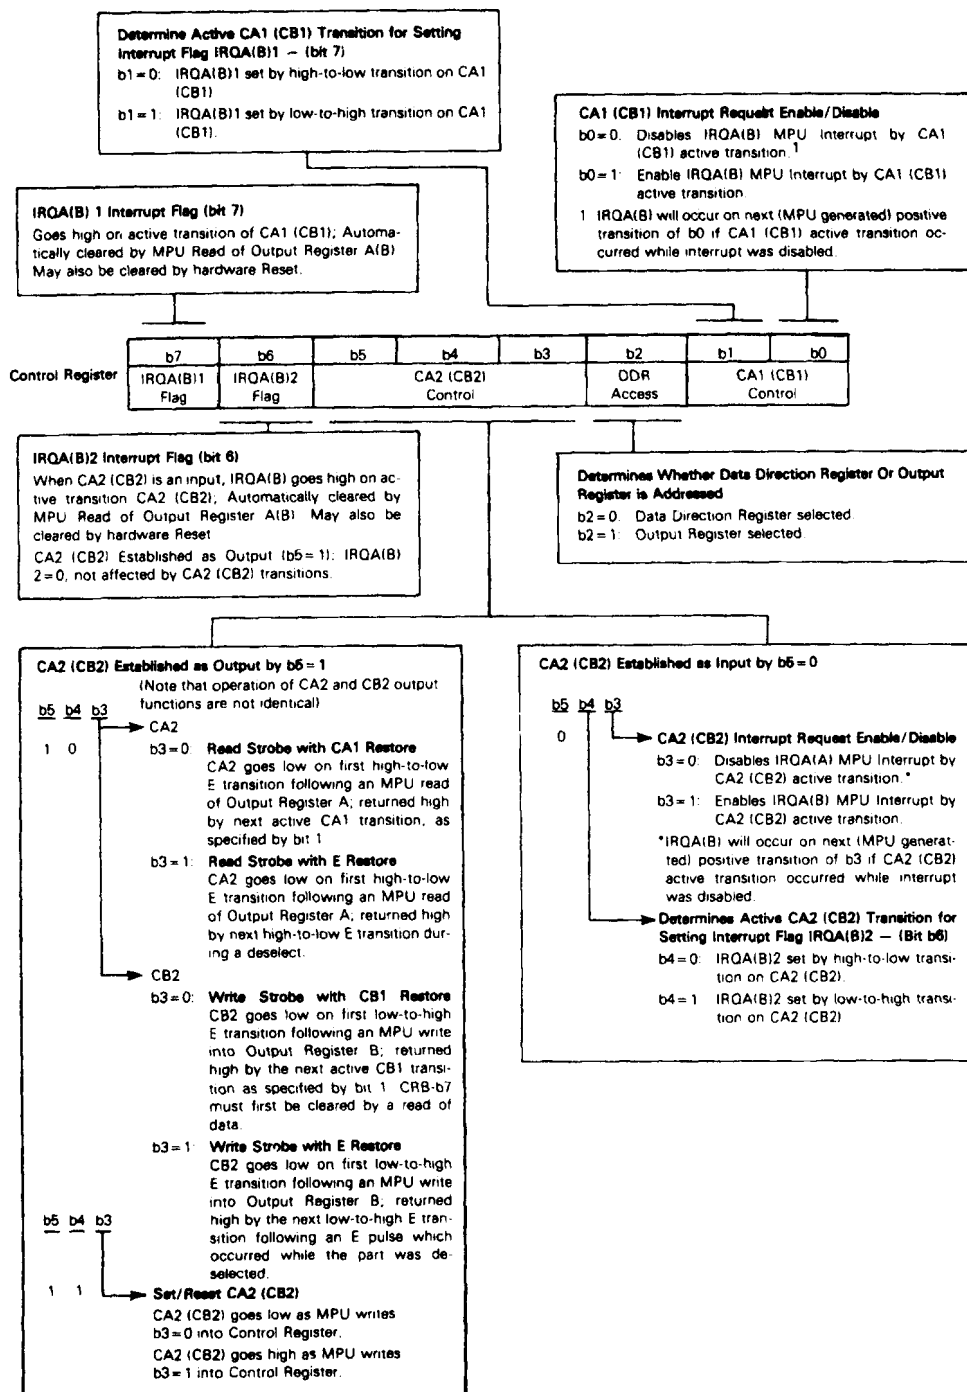 Determine Active CA1 (CB1) Transition for Setting
Interrupt Flag IRQA(B)1 – (bit 7)
b1=0: IRQA(B)1 set by high-to-low transition on CA1
(CB1)
b1=1: IRQA(B)1 set by low-to-high transition on CA1
(CB1).
CA1 (CB1) Interrupt Request Enable/Disable
b0=0. Disables IRQA(B) MPU Interrupt by CA1
(CB1) active transition.1
b0=1: Enable IRQA(B) MPU Interrupt by CA1 (CB1)
active transition
1 IRQA(B) will occur on next (MPU generated) positive
transition of b0 if CA1 (CB1) active transition oc-
curred while interrupt was disabled.
IRQA(B) 1 Interrupt Flag (bit 7)
Goes high on active transition of CA1 (CB1); Automa-
tically cleared by MPU Read of Output Register A(B)
May also be cleared by hardware Reset.
b7 b6 b5 b4 b3 b2 b1 b0
Control Register
IRQA(B)1 IRQA(B)2 CA2 (CB2) DDR CA1 (CB1)
Flag Flag Control Access Control
IRQA(B)2 Interrupt Flag (bit 6)
When CA2 (CB2) is an input, IRQA(B) goes high on ac-
tive transition CA2 (CB2); Automatically cleared by
MPU Read of Output Register A(B) May also be
cleared by hardware Reset
CA2 (CB2) Established as Output (b5=1): IRQA(B)
2=0, not affected by CA2 (CB2) transitions.
Determines Whether Data Direction Register Or Output
Register is Addressed
b2=0. Data Direction Register selected
b2=1: Output Register selected
CA2 (CB2) Established as Output by b5=1
(Note that operation of CA2 and CB2 output
functions are not identical)
b5 b4 b3
CA2
1 0
b3=0: Read Strobe with CA1 Restore
CA2 goes low on first high-to-low
E transition following an MPU read
of Output Register A; returned high
by next active CA1 transition, as
specified by bit 1
b3=1: Read Strobe with E Restore
CA2 goes low on first high-to-low
E transition following an MPU read
of Output Register A; returned high
by next high-to-low E transition dur-
ing a deselect.
CB2
b3=0: Write Strobe with CB1 Restore
CB2 goes low on first low-to-high
E transition following an MPU write
into Output Register B; returned
high by the next active CB1 transi-
tion as specified by bit 1 CRB-b7
must first be cleared by a read of
data.
b3=1: Write Strobe with E Restore
CB2 goes low on first low-to-high
E transition following an MPU write
into Output Register B; returned
high by the next low-to-high E tran-
sition following an E pulse which
occurred while the part was de-
selected.
b5 b4 b3
1 1 Set/Reset CA2 (CB2)
CA2 (CB2) goes low as MPU writes
b3=0 into Control Register.
CA2 (CB2) goes high as MPU writes
b3=1 into Control Register.
CA2 (CB2) Established as Input by b5=0
b5 b4 b3
0
CA2 (CB2) Interrupt Request Enable/Disable
b3=0: Disables IRQA(A) MPU Interrupt by
CA2 (CB2) active transition.*
b3=1: Enables IRQA(B) MPU Interrupt by
CA2 (CB2) active transition
*IRQA(B) will occur on next (MPU generat-
ed) positive transition of b3 if CA2 (CB2)
active transition occurred while interrupt
was disabled.
Determines Active CA2 (CB2) Transition for
Setting Interrupt Flag IRQA(B)2 – (Bit b6)
b4=0: IRQA(B)2 set by high-to-low transi-
tion on CA2 (CB2).
b4=1 IRQA(B)2 set by low-to-high transi-
tion on CA2 (CB2)